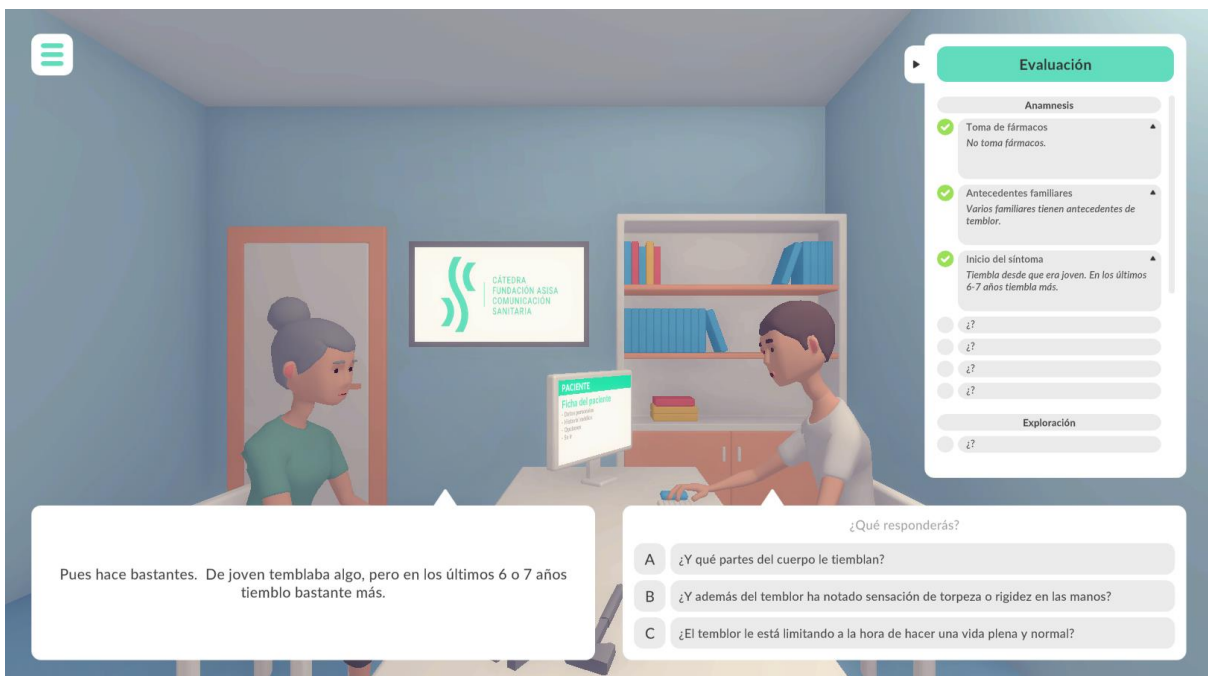 Evaluación
Anamnesis
Toma de fármacos
No toma fármacos.
Antecedentes familiares
Varios familiares tienen antecedentes de
temblor.
Inicio del síntoma
Tiembla desde que era joven. En los últimos
6-7 años tiembla más.
¿?
¿?
¿?
¿?
Exploración
¿?
CÁTEDRA
FUNDACIÓN ASISA
COMUNICACIÓN
SANITARIA
PACIENTE
Ficha del paciente
- Datos personales
Pues hace bastantes. De joven temblaba algo, pero en los últimos 6 o 7 años
tiemblo bastante más.
¿Qué responderás?
A ¿Y qué partes del cuerpo le tiemblan?
B ¿Y además del temblor ha notado sensación de torpeza o rigidez en las manos?
C ¿El temblor le está limitando a la hora de hacer una vida plena y normal?